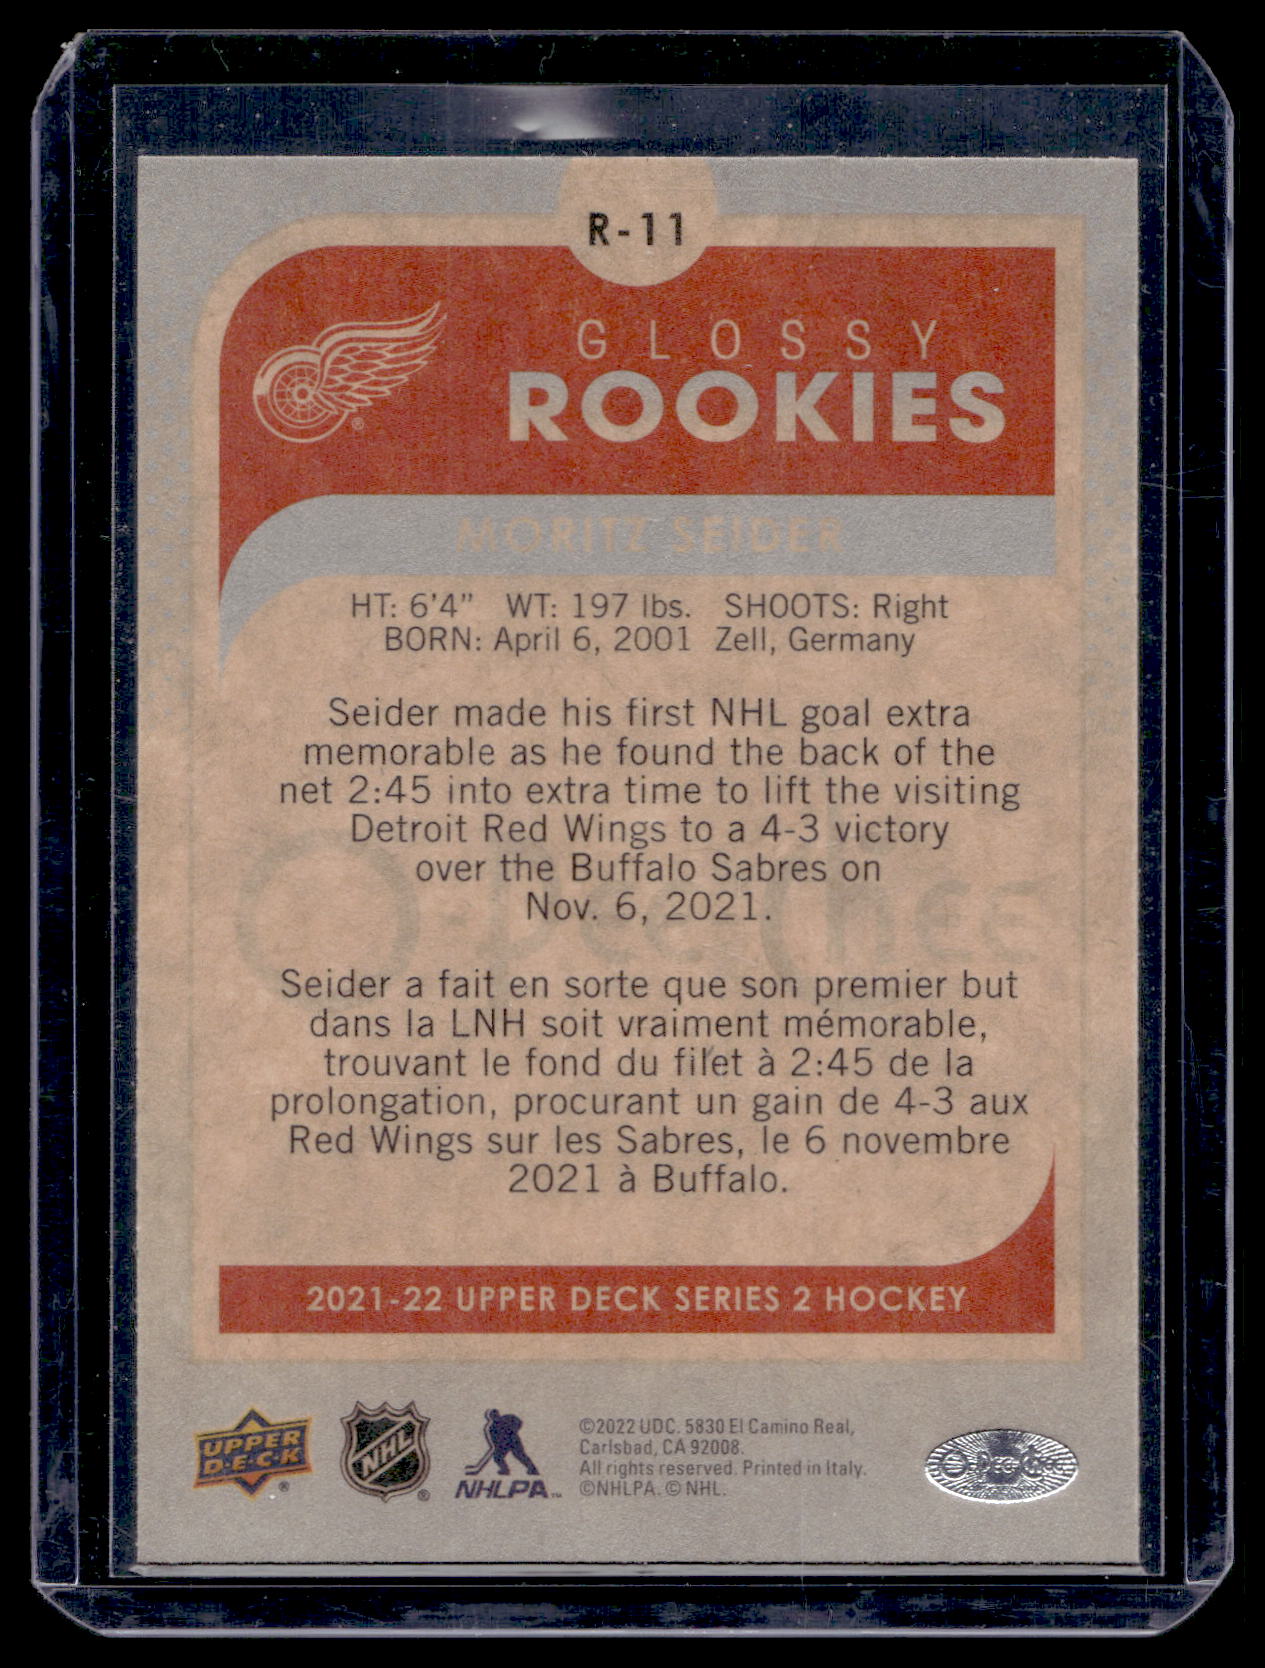 R-11
GLOSSY
ROOKIES
MORITZ SEIDER
HT: 6'4" WT: 197 lbs. SHOOTS: Right
BORN: April 6, 2001 Zell, Germany
Seider made his first NHL goal extra
memorable as he found the back of the
net 2:45 into extra time to lift the visiting
Detroit Red Wings to a 4-3 victory
over the Buffalo Sabres on
Nov. 6, 2021.
O-Pee-Chee
Seider a fait en sorte que son premier but
dans la LNH soit vraiment mémorable,
trouvant le fond du filet à 2:45 de la
prolongation, procurant un gain de 4-3 aux
Red Wings sur les Sabres, le 6 novembre
2021 à Buffalo.
2021-22 UPPER DECK SERIES 2 HOCKEY
UPPER
D·E·C·K
NHL
NHLPA™
©2022 UDC. 5830 El Camino Real,
Carlsbad, CA 92008.
All rights reserved. Printed in Italy.
©NHLPA. © NHL.
O-Pee-Chee